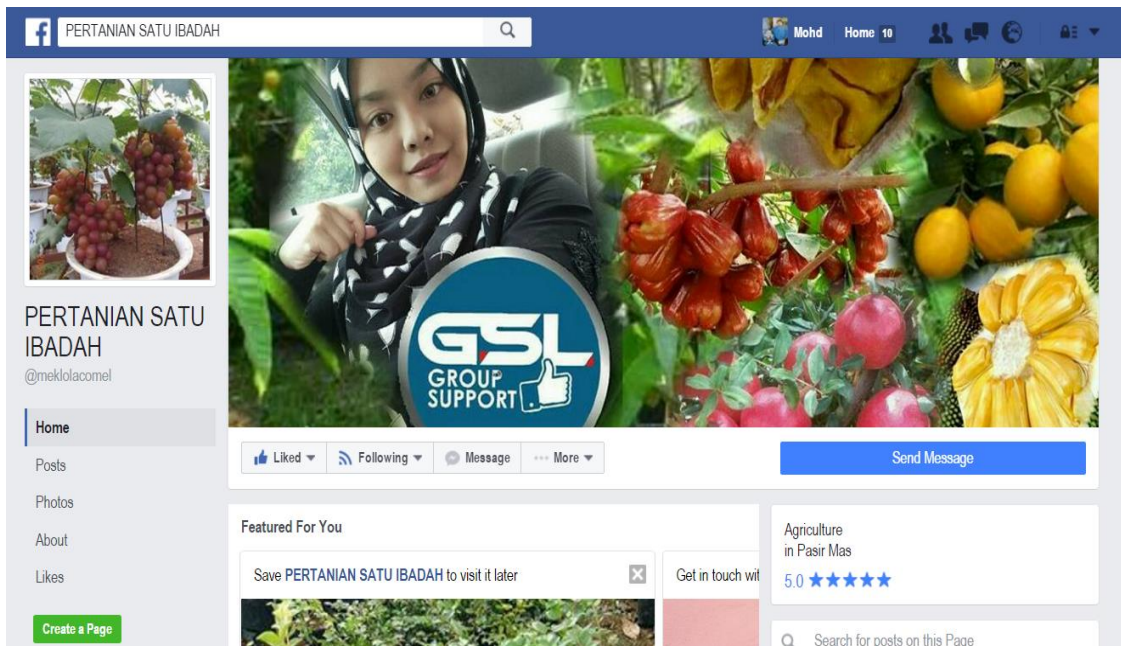 PERTANIAN SATU IBADAH
Mohd Home 10
GSL
GROUP
SUPPORT
PERTANIAN SATU
IBADAH
@meklolacomel
Home
Posts
Photos
About
Likes
Create a Page
Liked Following Message More
Send Message
Featured For You
Save PERTANIAN SATU IBADAH to visit it later
Get in touch wit
Agriculture
in Pasir Mas
5.0
Search for posts on this Page